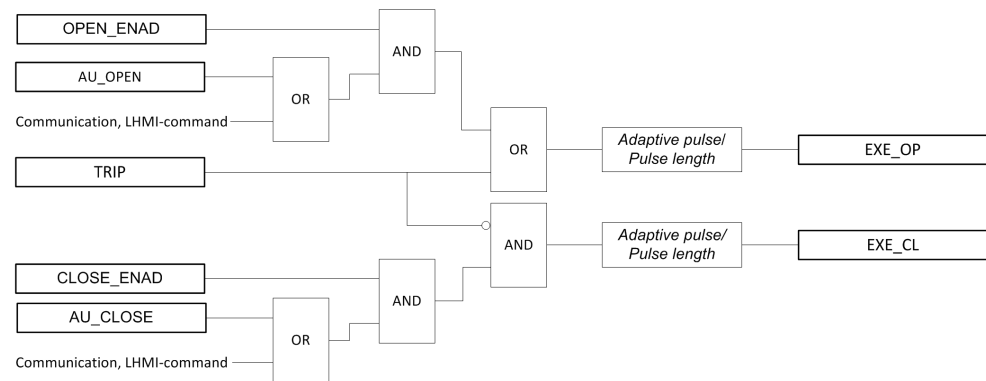 OPEN_ENAD
AND
AU_OPEN
OR
Communication, LHMI-command
OR
Adaptive pulse/
Pulse length
EXE_OP
TRIP
AND
Adaptive pulse/
Pulse length
EXE_CL
CLOSE_ENAD
AND
AU_CLOSE
OR
Communication, LHMI-command